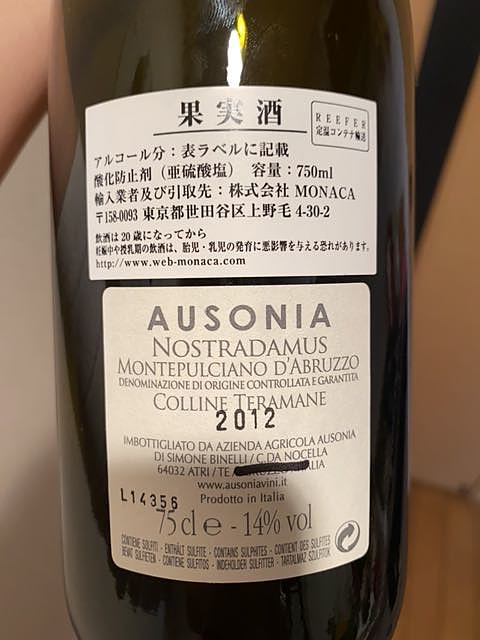 果実酒
REEFER
定温コンテナ輸送
アルコール分：表ラベルに記載
酸化防止剤（亜硫酸塩） 容量：750ml
輸入業者及び引取先：株式会社 MONACA
〒158-0093 東京都世田谷区上野毛 4-30-2
飲酒は20歳になってから
妊娠中や授乳期の飲酒は、胎児・乳児の発育に悪影響を与える恐れがあります。
http://www.web-monaca.com
AUSONIA
NOSTRADAMUS
MONTEPULCIANO D'ABRUZZO
DENOMINAZIONE DI ORIGINE CONTROLLATA E GARANTITA
COLLINE TERAMANE
2012
IMBOTTIGLIATO DA AZIENDA AGRICOLA AUSONIA
DI SIMONE BINELLI / C.DA NOCELLA
64032 ATRI / TE
www.ausoniavini.it
L14356
Prodotto in Italia
75 cl e - 14% vol
CONTIENE SOLFITI - ENTHÄLT SULFITE - CONTAINS SULPHITES - CONTIENT DES SULFITES
BEVAT SULFIETEN - CONTIENE SULFITOS - INDEHOLDER SULFITTER - TARTALMAZ SZULFITOK